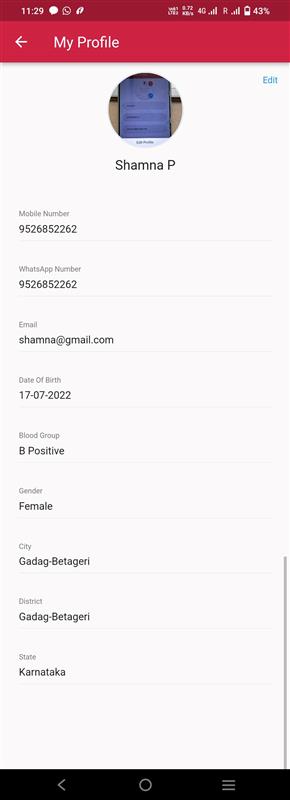 11:29
VoLTE1
LTE2
0.72
KB/s
4G
R
43%
My Profile
Edit
Edit Profile
Shamna P
Mobile Number
9526852262
WhatsApp Number
9526852262
Email
shamna@gmail.com
Date Of Birth
17-07-2022
Blood Group
B Positive
Gender
Female
City
Gadag-Betageri
District
Gadag-Betageri
State
Karnataka